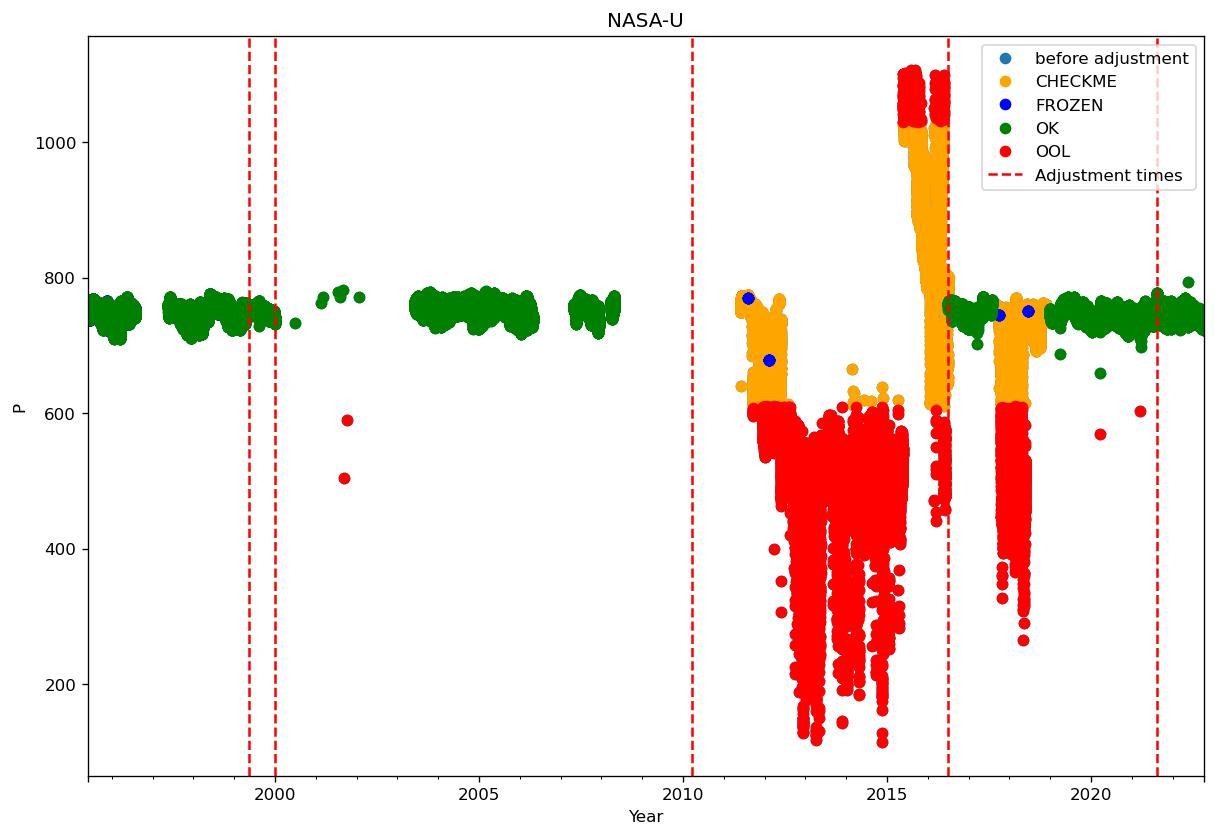 NASA-U
before adjustment
CHECKME
FROZEN
OK
OOL
Adjustment times
P
1000
800
600
400
200
2000 2005 2010 2015 2020
Year